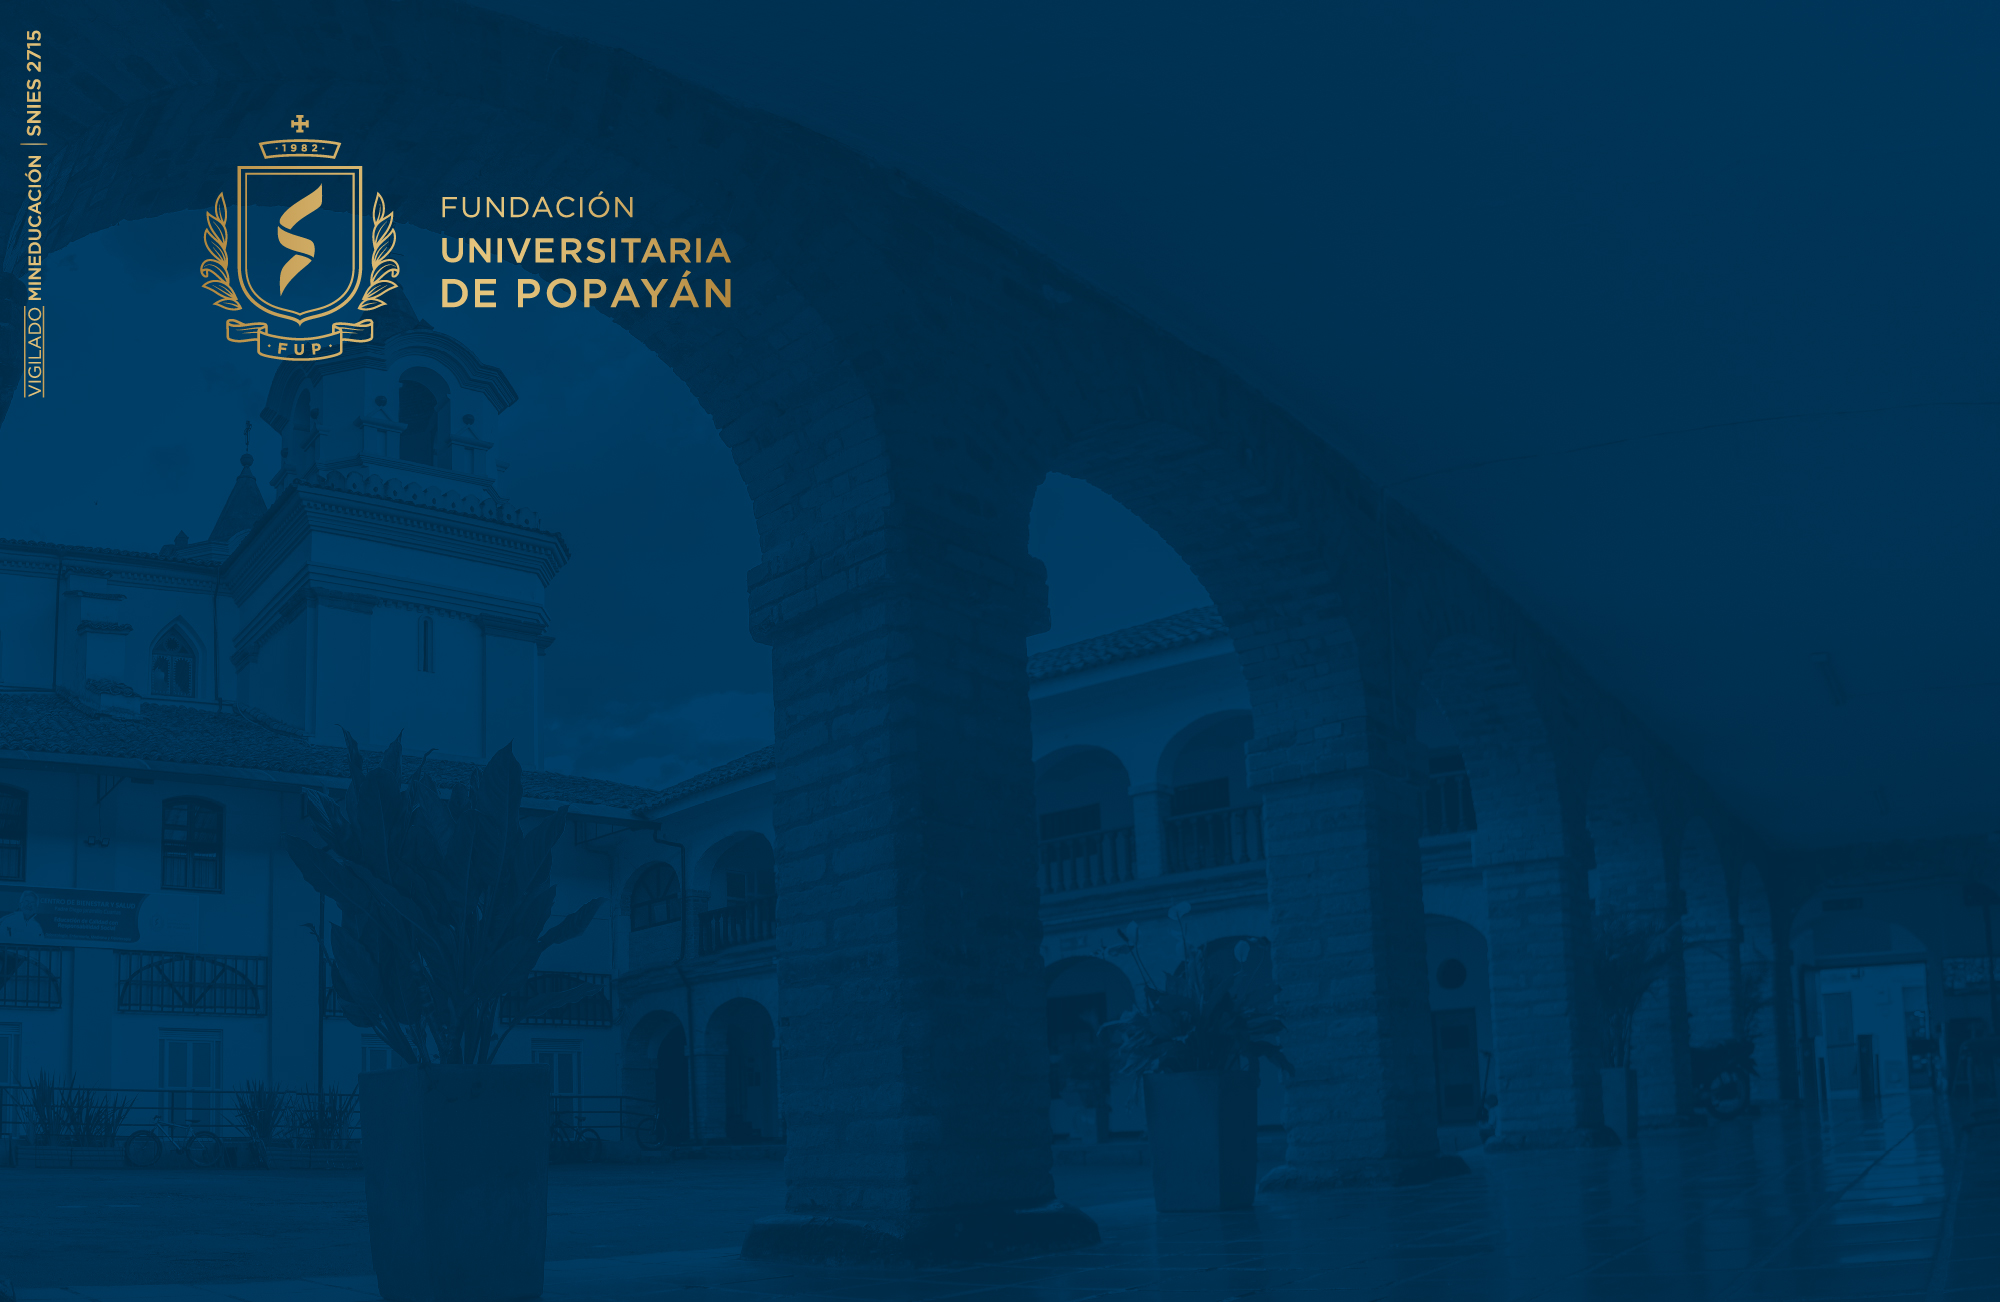 VIGILADO MINEDUCACIÓN | SNIES 2715
· 1982 ·
FUNDACIÓN
UNIVERSITARIA
DE POPAYÁN
· FUP ·